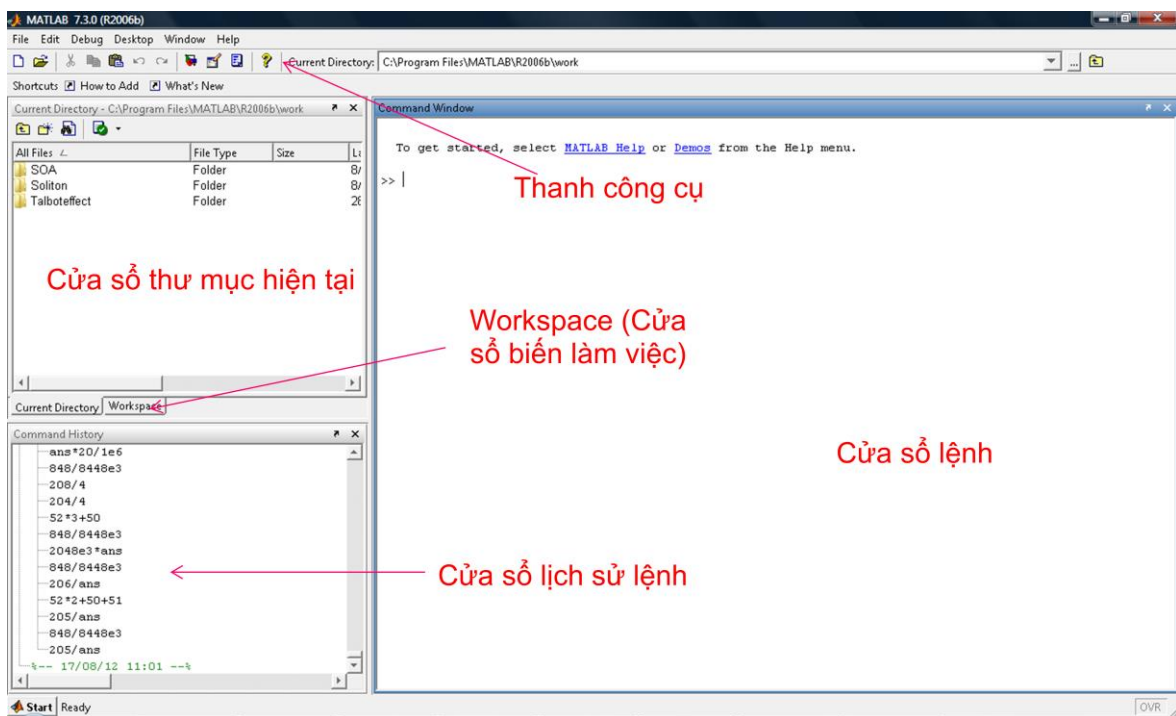 MATLAB 7.3.0 (R2006b)
File Edit Debug Desktop Window Help
Current Directory: C:\Program Files\MATLAB\R2006b\work
Shortcuts How to Add What's New
Current Directory - C:\Program Files\MATLAB\R2006b\work
All Files File Type Size
SOA Folder 8/
Soliton Folder 8/
Talboteffect Folder 28
Cửa sổ thư mục hiện tại
Current Directory Workspace
Command History
ans*20/1e6
848/8448e3
208/4
204/4
52*3+50
848/8448e3
2048e3*ans
848/8448e3
206/ans
52*2+50+51
205/ans
848/8448e3
205/ans
%-- 17/08/12 11:01 --%
Command Window
To get started, select MATLAB Help or Demos from the Help menu.
>>
Thanh công cụ
Workspace (Cửa
sổ biến làm việc)
Cửa sổ lệnh
Cửa sổ lịch sử lệnh
Start Ready
OVR